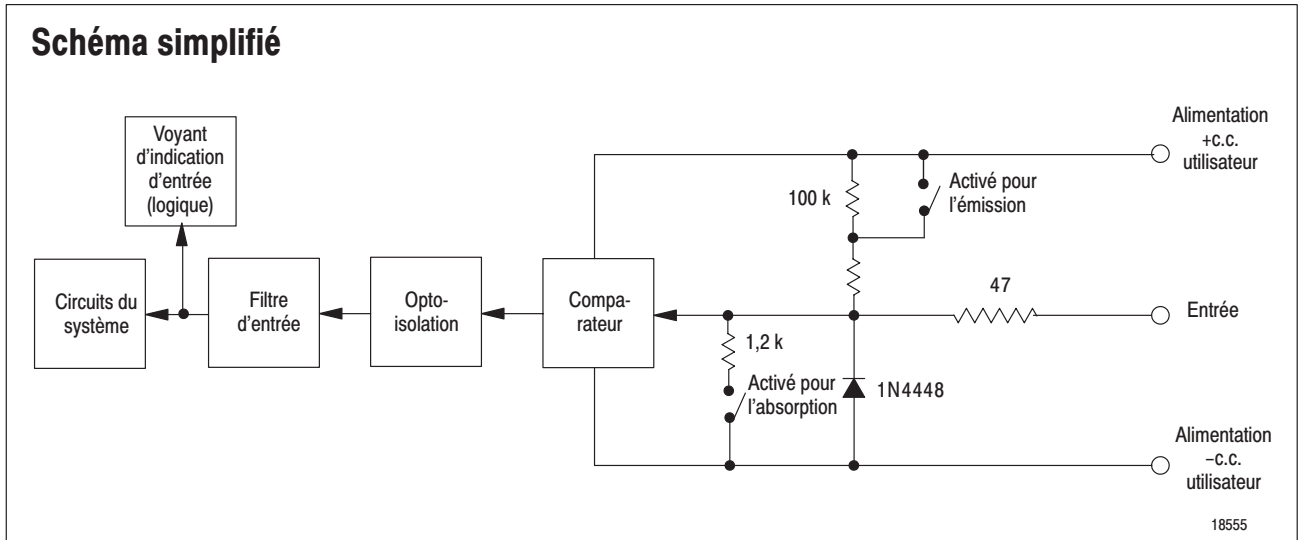 Schéma simplifié
Voyant
d'indication
d'entrée
(logique)
Circuits du
système
Filtre
d'entrée
Opto-
isolation
Compa-
rateur
100 k
Activé pour
l'émission
47
1,2 k
Activé pour
l'absorption
1N4448
Alimentation
+c.c.
utilisateur
Entrée
Alimentation
–c.c.
utilisateur
18555